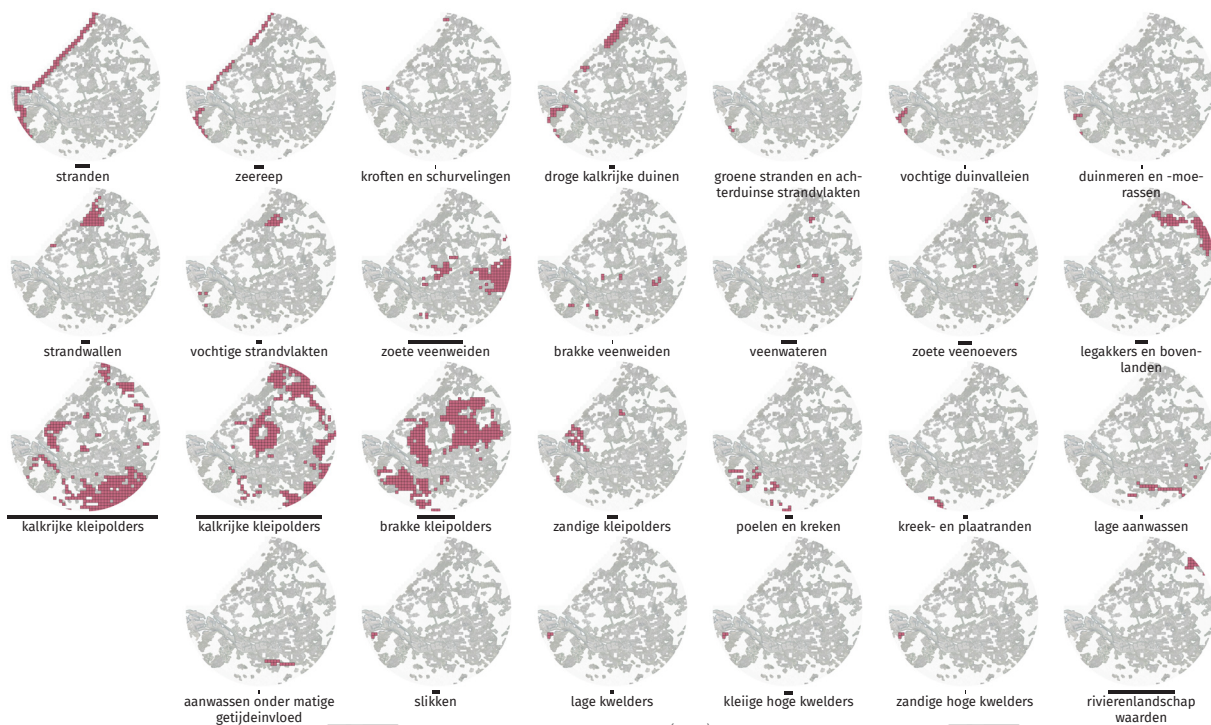 stranden
zeereep
kroften en schurvelingen
droge kalkrijke duinen
groene stranden en ach-
terduinse strandvlakten
vochtige duinvalleien
duinmeren en -moe-
rassen
strandwallen
vochtige strandvlakten
zoete veenweiden
brakke veenweiden
veenwateren
zoete veenoevers
legakkers en boven-
landen
kalkrijke kleipolders
kalkrijke kleipolders
brakke kleipolders
zandige kleipolders
poelen en kreken
kreek- en plaatranden
lage aanwassen
aanwassen onder matige
getijdeinvloed
slikken
lage kwelders
kleiige hoge kwelders
zandige hoge kwelders
rivierenlandschap
waarden